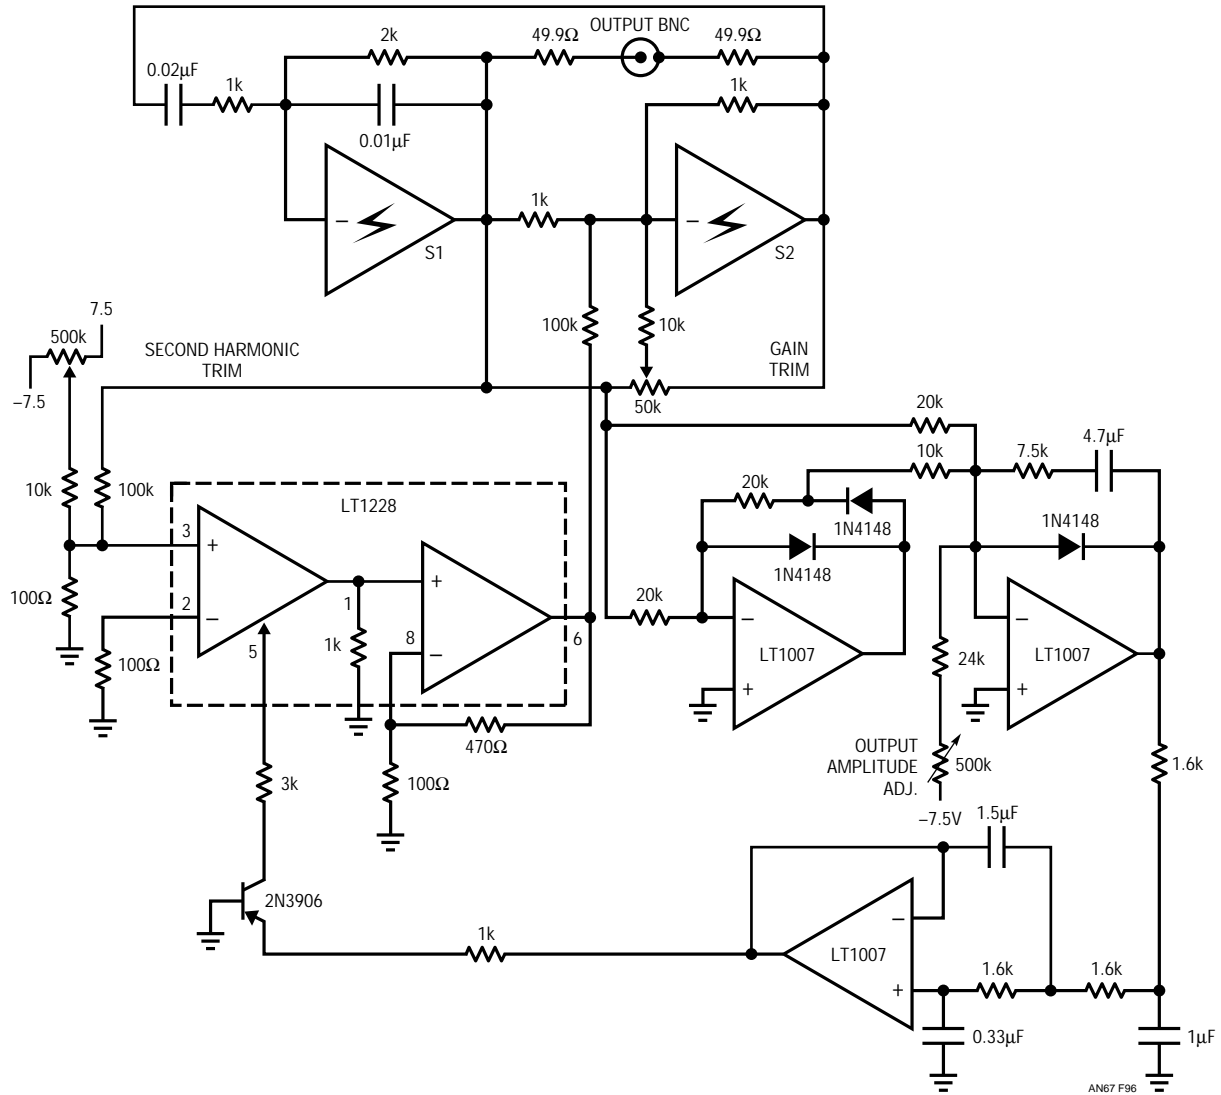 2k
49.9Ω
OUTPUT BNC
49.9Ω
0.02µF
1k
1k
0.01µF
−
S1
1k
−
S2
7.5
500k
−7.5
SECOND HARMONIC
TRIM
100k
10k
GAIN
TRIM
50k
20k
10k
7.5k
4.7µF
10k
100k
LT1228
20k
1N4148
1N4148
1N4148
3
+
2
−
1
5
100Ω
100Ω
1k
+
8
−
6
470Ω
100Ω
3k
20k
−
LT1007
+
−
LT1007
+
24k
OUTPUT
AMPLITUDE
ADJ.
500k
−7.5V
1.6k
1.5µF
2N3906
1k
−
LT1007
+
1.6k
1.6k
0.33µF
1µF
AN67 F96